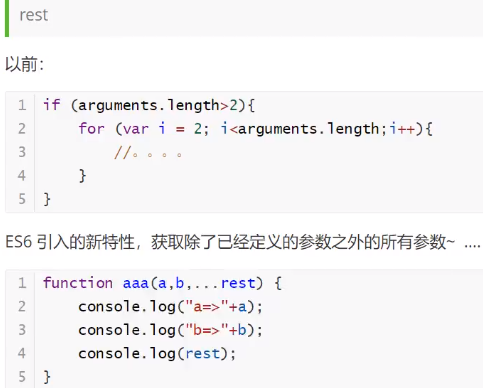 rest
以前：
1 if (arguments.length>2){
2     for (var i = 2; i<arguments.length;i++){
3         //。。。。
4     }
5 }
ES6 引入的新特性，获取除了已经定义的参数之外的所有参数~ ....
1 function aaa(a,b,...rest) {
2     console.log("a=>"+a);
3     console.log("b=>"+b);
4     console.log(rest);
5 }